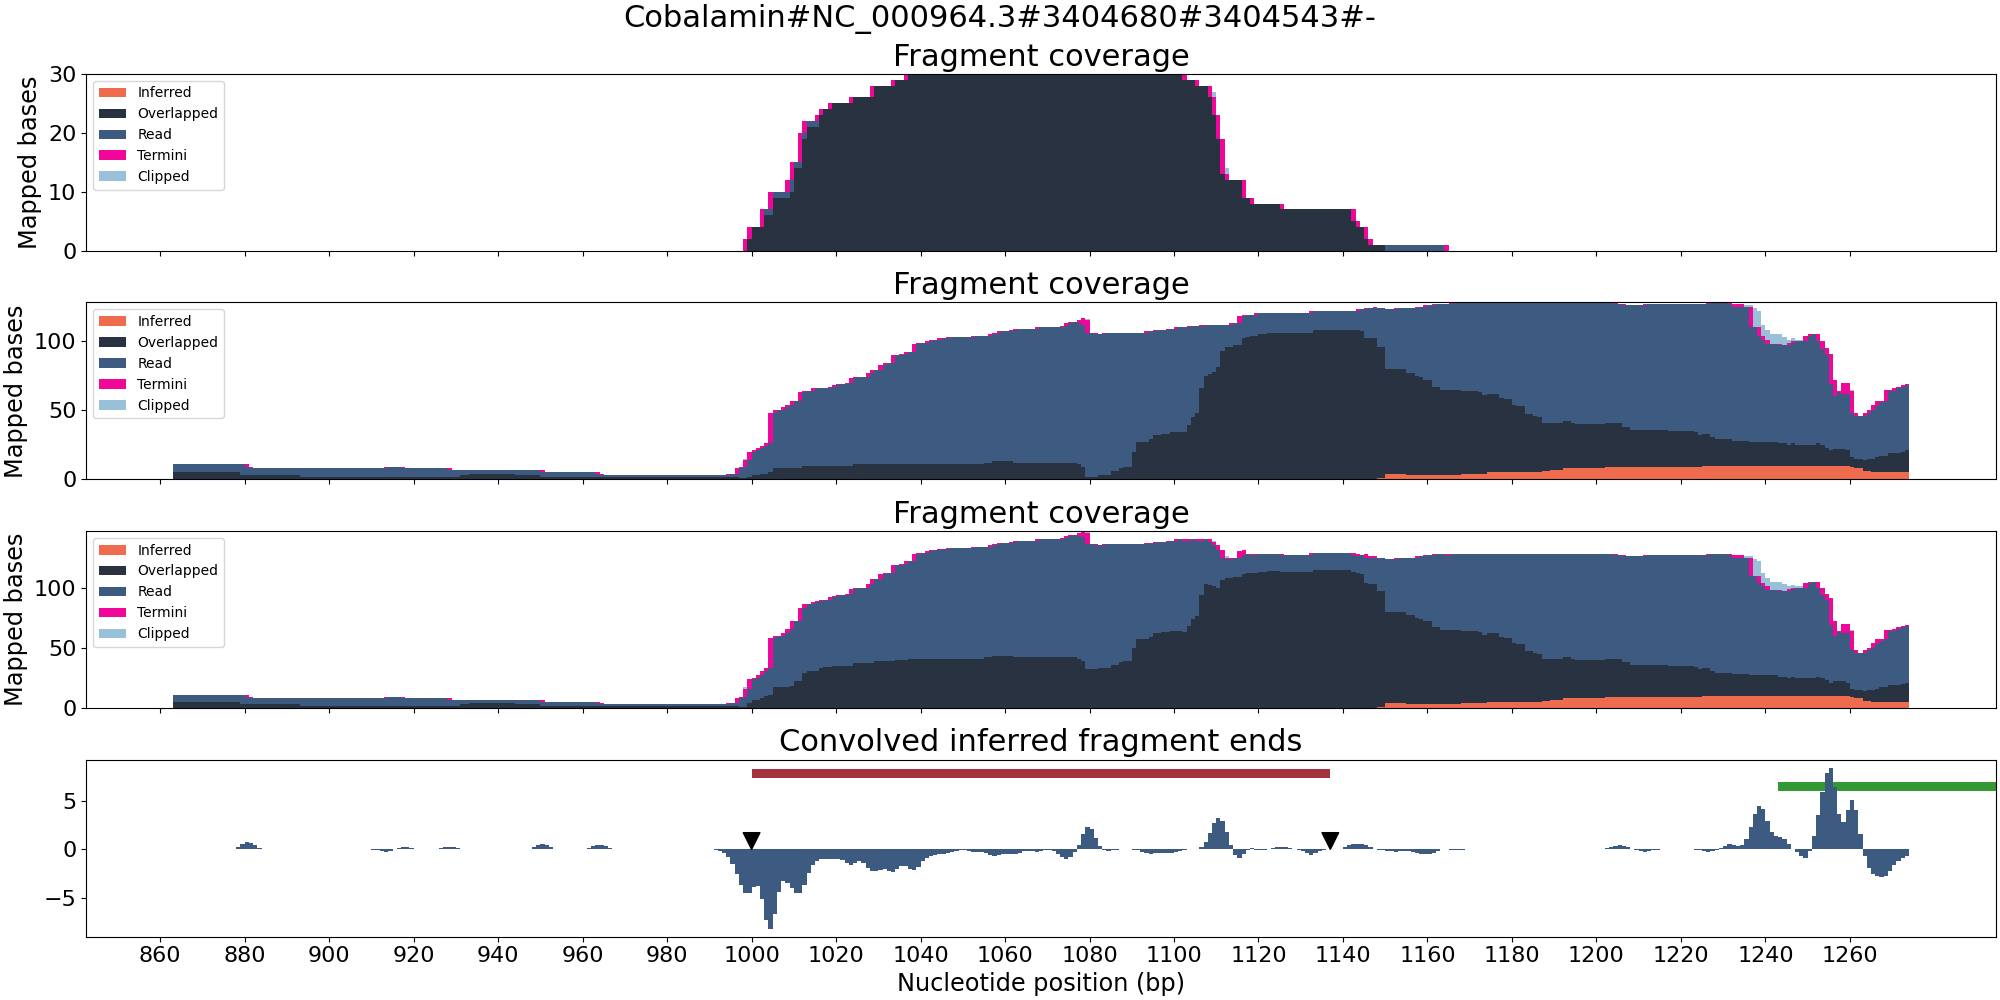 Cobalamin#NC_000964.3#3404680#3404543#-
Fragment coverage
Mapped bases
30
20
10
0
Inferred
Overlapped
Read
Termini
Clipped
Fragment coverage
Mapped bases
100
50
0
Inferred
Overlapped
Read
Termini
Clipped
Fragment coverage
Mapped bases
100
50
0
Inferred
Overlapped
Read
Termini
Clipped
Convolved inferred fragment ends
5
0
−5
860 880 900 920 940 960 980 1000 1020 1040 1060 1080 1100 1120 1140 1160 1180 1200 1220 1240 1260
Nucleotide position (bp)